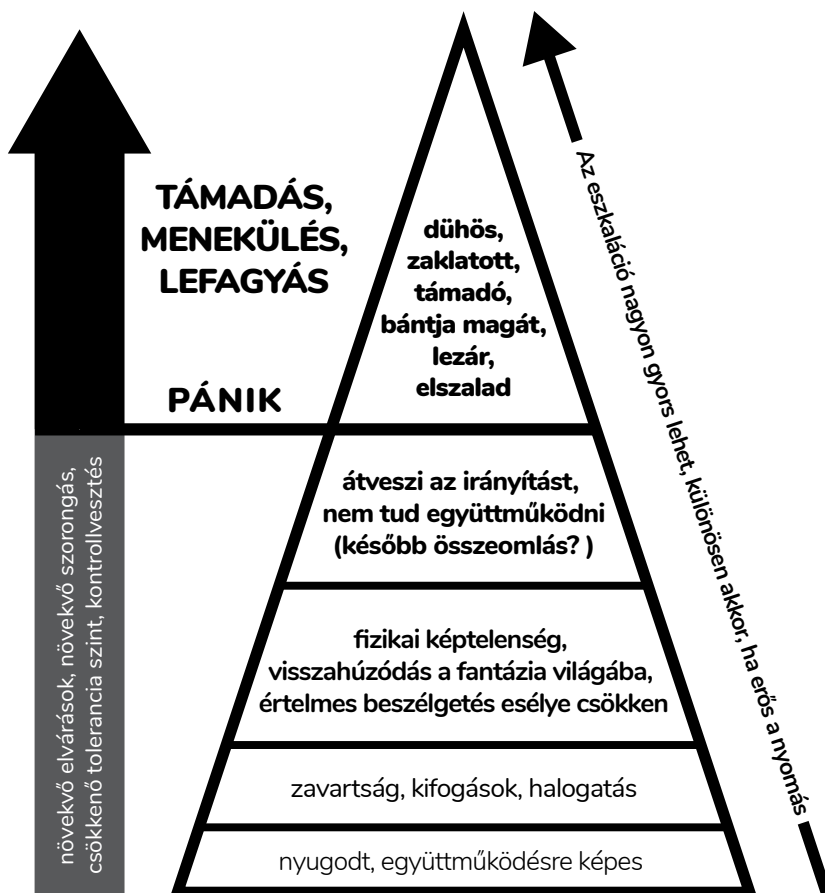 TÁMADÁS,
MENEKÜLÉS,
LEFAGYÁS
PÁNIK
növekvő elvárások, növekvő szorongás,
csökkenő tolerancia szint, kontrollvesztés
dühös,
zaklatott,
támadó,
bántja magát,
lezár,
elszalad
átveszi az irányítást,
nem tud együttműködni
(később összeomlás? )
fizikai képtelenség,
visszahúzódás a fantázia világába,
értelmes beszélgetés esélye csökken
zavartság, kifogások, halogatás
nyugodt, együttműködésre képes
Az eszkaláció nagyon gyors lehet, különösen akkor, ha erős a nyomás